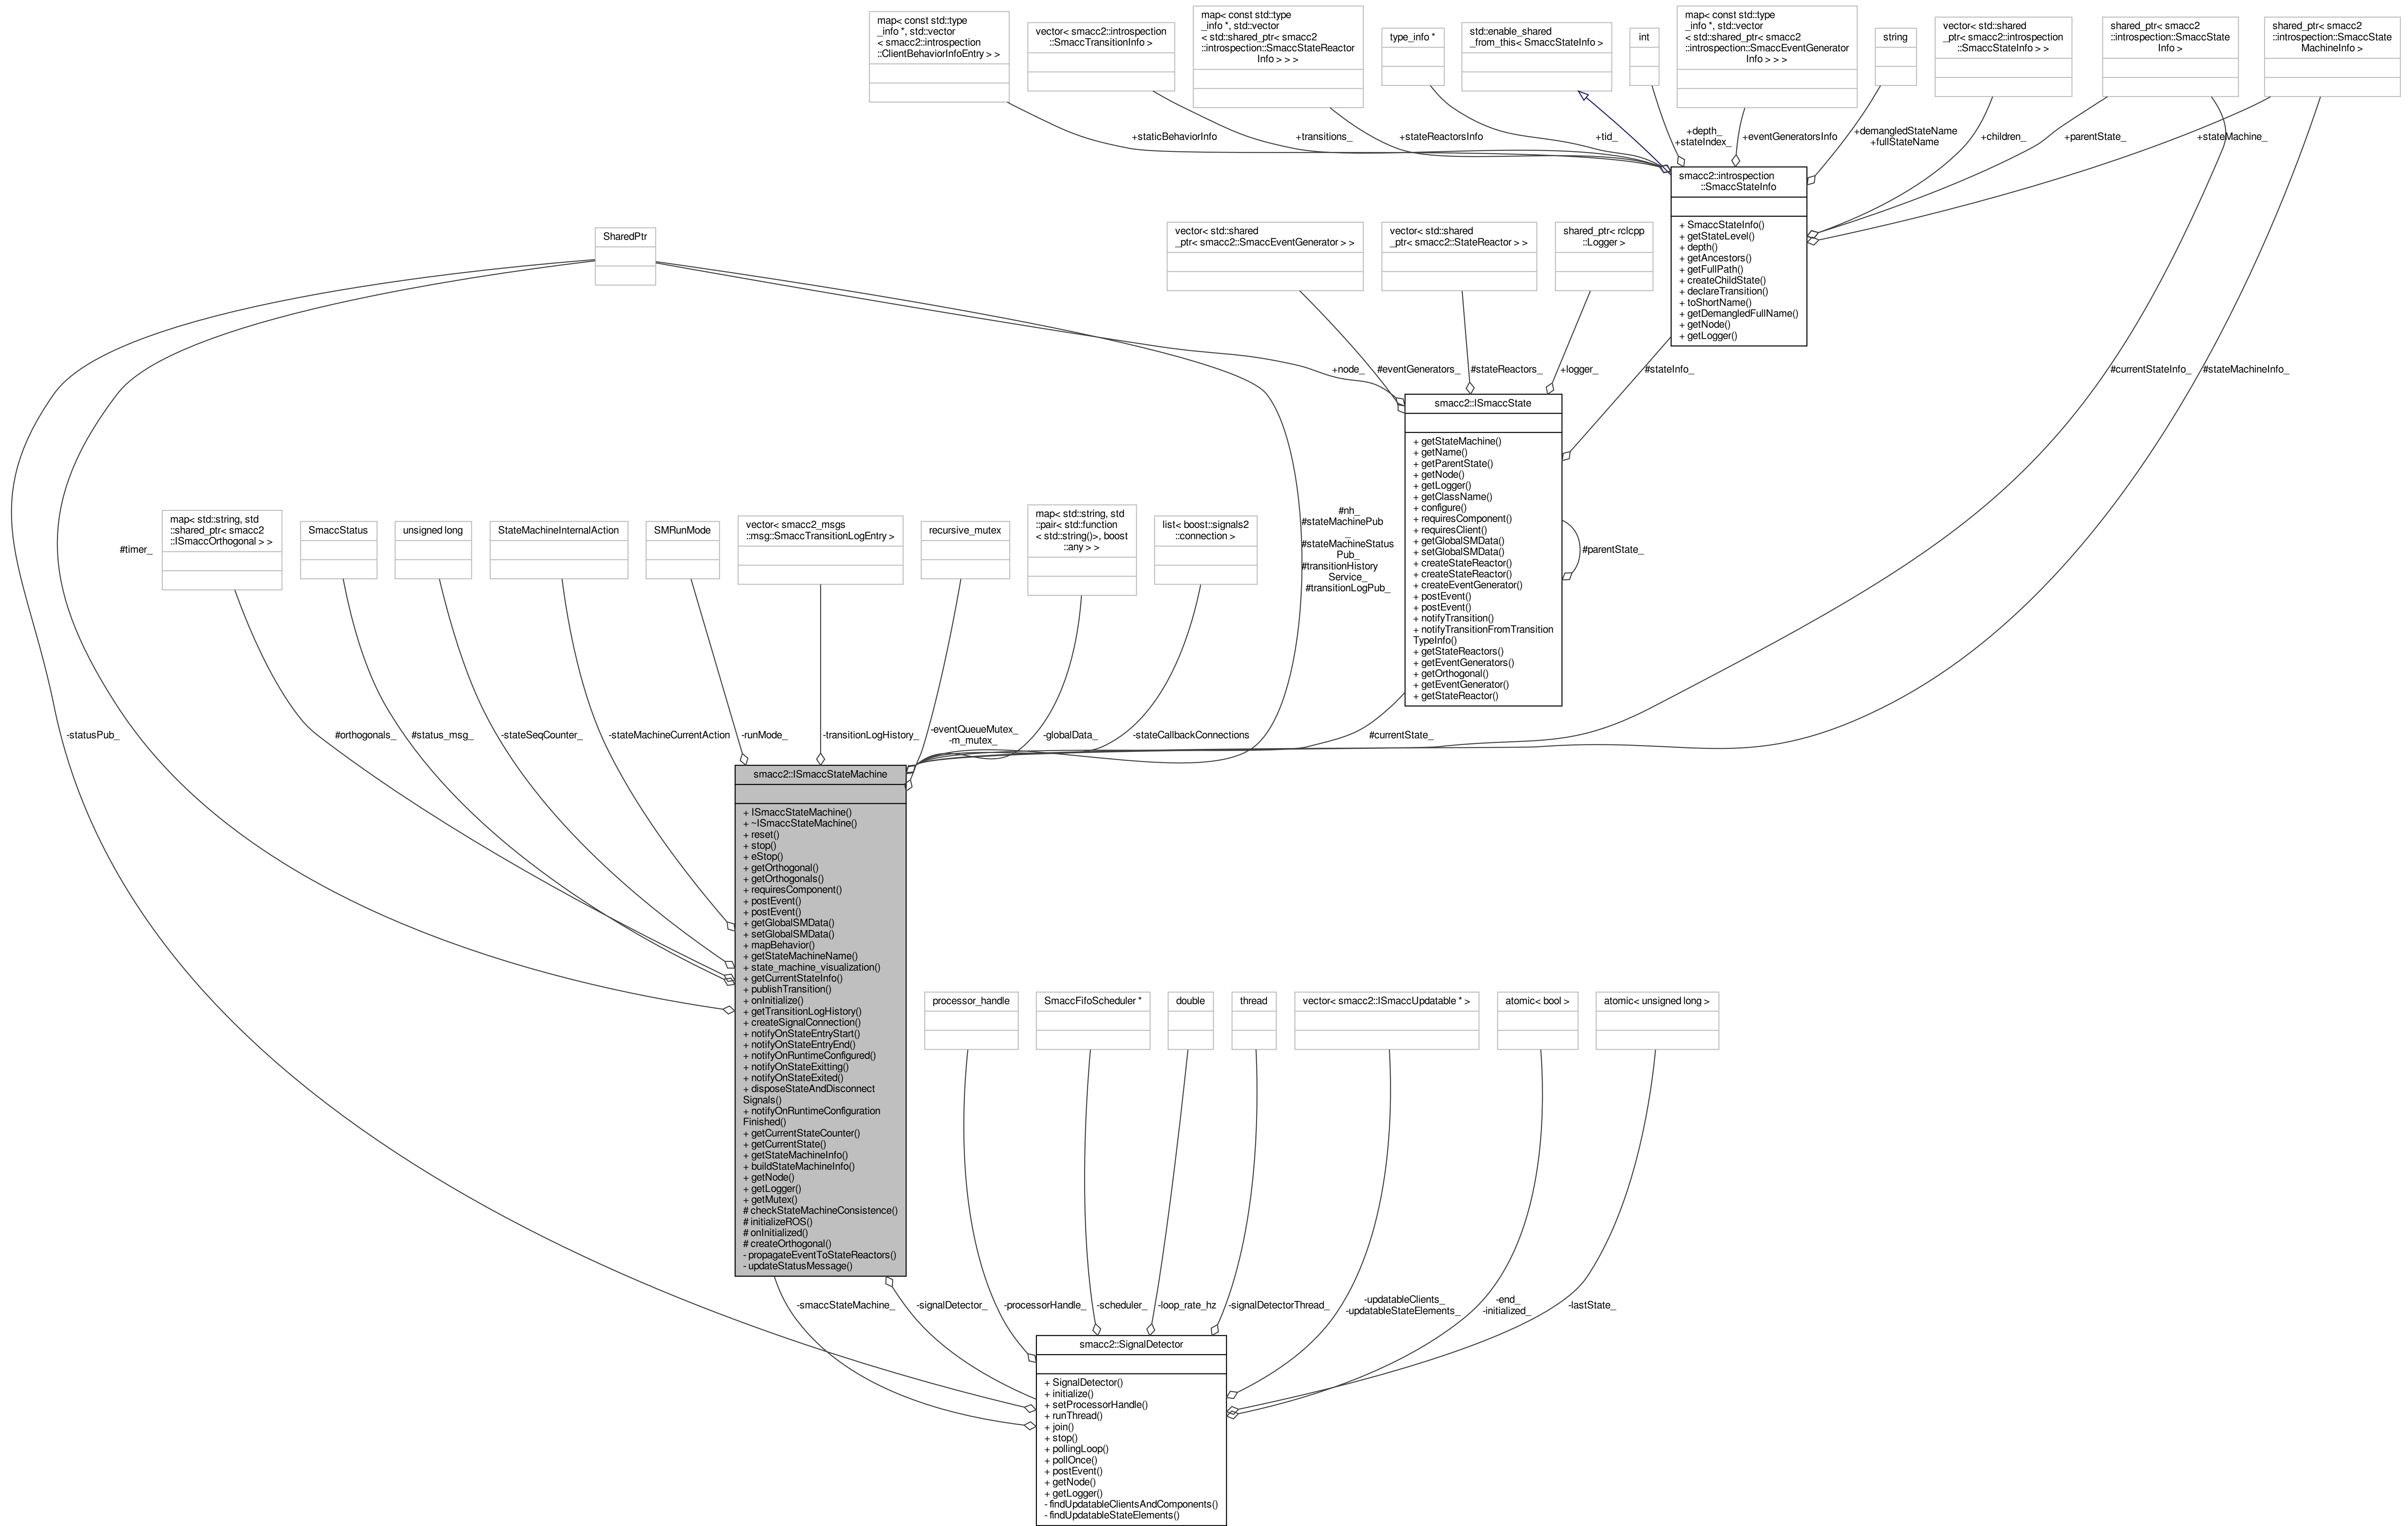 map< const std::type
_info *, std::vector
< smacc2::introspection
::ClientBehaviorInfoEntry > >
vector< smacc2::introspection
::SmaccTransitionInfo >
map< const std::type
_info *, std::vector
< std::shared_ptr< smacc2
::introspection::SmaccStateReactor
Info > > >
type_info *
std::enable_shared
_from_this< SmaccStateInfo >
int
map< const std::type
_info *, std::vector
< std::shared_ptr< smacc2
::introspection::SmaccEventGenerator
Info > > >
string
vector< std::shared
_ptr< smacc2::introspection
::SmaccStateInfo > >
shared_ptr< smacc2
::introspection::SmaccState
Info >
shared_ptr< smacc2
::introspection::SmaccState
MachineInfo >
+staticBehaviorInfo
+transitions_
+stateReactorsInfo
+tid_
+depth_
+stateIndex_
+eventGeneratorsInfo
+demangledStateName
+fullStateName
+children_
+parentState_
+stateMachine_
smacc2::introspection
::SmaccStateInfo
+ SmaccStateInfo()
+ getStateLevel()
+ depth()
+ getAncestors()
+ getFullPath()
+ createChildState()
+ declareTransition()
+ toShortName()
+ getDemangledFullName()
+ getNode()
+ getLogger()
SharedPtr
vector< std::shared
_ptr< smacc2::SmaccEventGenerator > >
vector< std::shared
_ptr< smacc2::StateReactor > >
shared_ptr< rclcpp
::Logger >
+node_
#eventGenerators_
#stateReactors_
+logger_
#stateInfo_
#currentStateInfo_
#stateMachineInfo_
smacc2::ISmaccState
+ getStateMachine()
+ getName()
+ getParentState()
+ getNode()
+ getLogger()
+ getClassName()
+ configure()
+ requiresComponent()
+ requiresClient()
+ getGlobalSMData()
+ setGlobalSMData()
+ createStateReactor()
+ createStateReactor()
+ createEventGenerator()
+ postEvent()
+ postEvent()
+ notifyTransition()
+ notifyTransitionFromTransition
TypeInfo()
+ getStateReactors()
+ getEventGenerators()
+ getOrthogonal()
+ getEventGenerator()
+ getStateReactor()
#parentState_
#timer_
map< std::string, std
::shared_ptr< smacc2
::ISmaccOrthogonal > >
SmaccStatus
unsigned long
StateMachineInternalAction
SMRunMode
vector< smacc2_msgs
::msg::SmaccTransitionLogEntry >
recursive_mutex
map< std::string, std
::pair< std::function
< std::string()>, boost
::any > >
list< boost::signals2
::connection >
#nh_
#stateMachinePub
_
#stateMachineStatus
Pub_
#transitionHistory
Service_
#transitionLogPub_
-statusPub_
#orthogonals_
#status_msg_
-stateSeqCounter_
-stateMachineCurrentAction
-runMode_
-transitionLogHistory_
-eventQueueMutex_
-m_mutex_
-globalData_
-stateCallbackConnections
#currentState_
smacc2::ISmaccStateMachine
+ ISmaccStateMachine()
+ ~ISmaccStateMachine()
+ reset()
+ stop()
+ eStop()
+ getOrthogonal()
+ getOrthogonals()
+ requiresComponent()
+ postEvent()
+ postEvent()
+ getGlobalSMData()
+ setGlobalSMData()
+ mapBehavior()
+ getStateMachineName()
+ state_machine_visualization()
+ getCurrentStateInfo()
+ publishTransition()
+ onInitialize()
+ getTransitionLogHistory()
+ createSignalConnection()
+ notifyOnStateEntryStart()
+ notifyOnStateEntryEnd()
+ notifyOnRuntimeConfigured()
+ notifyOnStateExitting()
+ notifyOnStateExited()
+ disposeStateAndDisconnect
Signals()
+ notifyOnRuntimeConfiguration
Finished()
+ getCurrentStateCounter()
+ getCurrentState()
+ getStateMachineInfo()
+ buildStateMachineInfo()
+ getNode()
+ getLogger()
+ getMutex()
# checkStateMachineConsistence()
# initializeROS()
# onInitialized()
# createOrthogonal()
- propagateEventToStateReactors()
- updateStatusMessage()
processor_handle
SmaccFifoScheduler *
double
thread
vector< smacc2::ISmaccUpdatable * >
atomic< bool >
atomic< unsigned long >
-smaccStateMachine_
-signalDetector_
-processorHandle_
-scheduler_
-loop_rate_hz
-signalDetectorThread_
-updatableClients_
-updatableStateElements_
-end_
-initialized_
-lastState_
smacc2::SignalDetector
+ SignalDetector()
+ initialize()
+ setProcessorHandle()
+ runThread()
+ join()
+ stop()
+ pollingLoop()
+ pollOnce()
+ postEvent()
+ getNode()
+ getLogger()
- findUpdatableClientsAndComponents()
- findUpdatableStateElements()